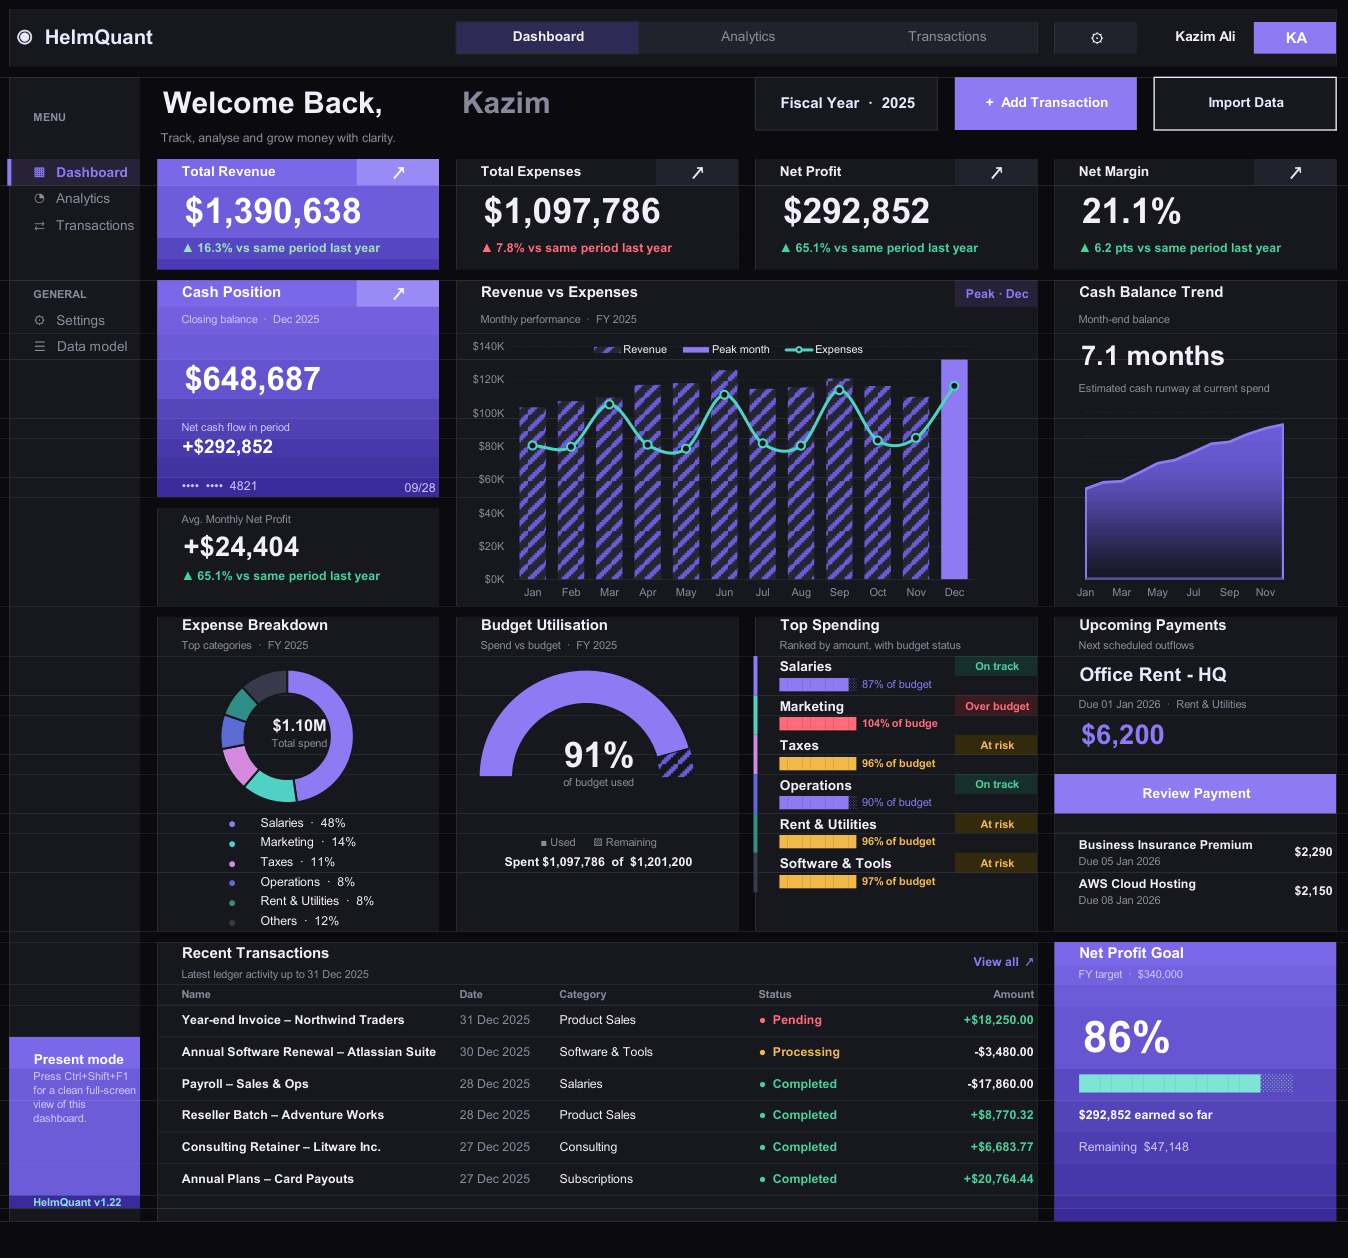 HelmQuant
Dashboard
Analytics
Transactions
Kazim Ali
KA
MENU
Dashboard
Analytics
Transactions
GENERAL
Settings
Data model
Present mode
Press Ctrl+Shift+F1
for a clean full-screen
view of this
dashboard.
HelmQuant v1.22
Welcome Back, Kazim
Track, analyse and grow money with clarity.
Fiscal Year · 2025
+ Add Transaction
Import Data
Total Revenue ↗
$1,390,638
▲ 16.3% vs same period last year
Total Expenses ↗
$1,097,786
▲ 7.8% vs same period last year
Net Profit ↗
$292,852
▲ 65.1% vs same period last year
Net Margin ↗
21.1%
▲ 6.2 pts vs same period last year
Cash Position ↗
Closing balance · Dec 2025
$648,687
Net cash flow in period
+$292,852
•••• •••• 4821
09/28
Avg. Monthly Net Profit
+$24,404
▲ 65.1% vs same period last year
Revenue vs Expenses
Peak · Dec
Monthly performance · FY 2025
Revenue Peak month Expenses
$140K
$120K
$100K
$80K
$60K
$40K
$20K
$0K
Jan Feb Mar Apr May Jun Jul Aug Sep Oct Nov Dec
Cash Balance Trend
Month-end balance
7.1 months
Estimated cash runway at current spend
Jan Mar May Jul Sep Nov
Expense Breakdown
Top categories · FY 2025
$1.10M
Total spend
Salaries · 48%
Marketing · 14%
Taxes · 11%
Operations · 8%
Rent & Utilities · 8%
Others · 12%
Budget Utilisation
Spend vs budget · FY 2025
91%
of budget used
■ Used ▨ Remaining
Spent $1,097,786 of $1,201,200
Top Spending
Ranked by amount, with budget status
Salaries
On track
87% of budget
Marketing
Over budget
104% of budge
Taxes
At risk
96% of budget
Operations
On track
90% of budget
Rent & Utilities
At risk
96% of budget
Software & Tools
At risk
97% of budget
Upcoming Payments
Next scheduled outflows
Office Rent - HQ
Due 01 Jan 2026 · Rent & Utilities
$6,200
Review Payment
Business Insurance Premium
Due 05 Jan 2026
$2,290
AWS Cloud Hosting
Due 08 Jan 2026
$2,150
Recent Transactions
Latest ledger activity up to 31 Dec 2025
View all ↗
Name Date Category Status Amount
Year-end Invoice – Northwind Traders 31 Dec 2025 Product Sales ● Pending +$18,250.00
Annual Software Renewal – Atlassian Suite 30 Dec 2025 Software & Tools ● Processing -$3,480.00
Payroll – Sales & Ops 28 Dec 2025 Salaries ● Completed -$17,860.00
Reseller Batch – Adventure Works 28 Dec 2025 Product Sales ● Completed +$8,770.32
Consulting Retainer – Litware Inc. 27 Dec 2025 Consulting ● Completed +$6,683.77
Annual Plans – Card Payouts 27 Dec 2025 Subscriptions ● Completed +$20,764.44
Net Profit Goal
FY target · $340,000
86%
$292,852 earned so far
Remaining $47,148